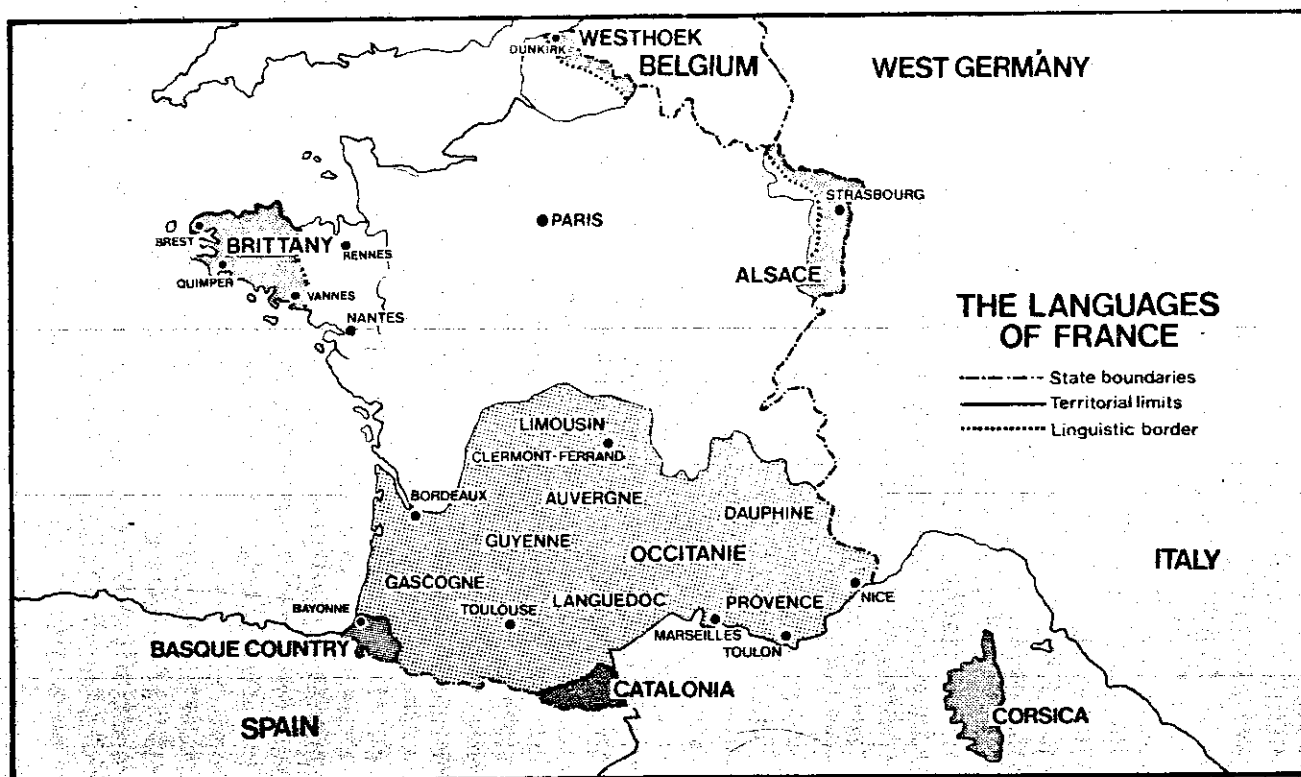 WESTHOEK
DUNKIRK
BELGIUM
WEST GERMANY
STRASBOURG
PARIS
BREST
BRITTANY
RENNES
ALSACE
QUIMPER
VANNES
NANTES
THE LANGUAGES
OF FRANCE
State boundaries
Territorial limits
Linguistic border
LIMOUSIN
CLERMONT-FERRAND
BORDEAUX
AUVERGNE
DAUPHINE
GUYENNE
OCCITANIE
ITALY
GASCOGNE
NICE
LANGUEDOC
PROVENCE
TOULOUSE
BAYONNE
MARSEILLES
BASQUE COUNTRY
TOULON
CATALONIA
CORSICA
SPAIN